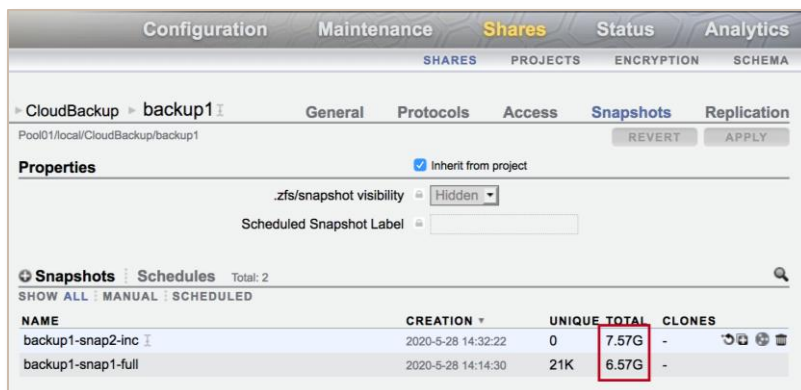 Configuration Maintenance Shares Status Analytics
SHARES PROJECTS ENCRYPTION SCHEMA
CloudBackup backup1 General Protocols Access Snapshots Replication
Pool01/local/CloudBackup/backup1 REVERT APPLY
Properties Inherit from project
.zfs/snapshot visibility Hidden
Scheduled Snapshot Label
Snapshots Schedules Total: 2
SHOW ALL MANUAL SCHEDULED
NAME CREATION UNIQUE TOTAL CLONES
backup1-snap2-inc 2020-5-28 14:32:22 0 7.57G -
backup1-snap1-full 2020-5-28 14:14:30 21K 6.57G -